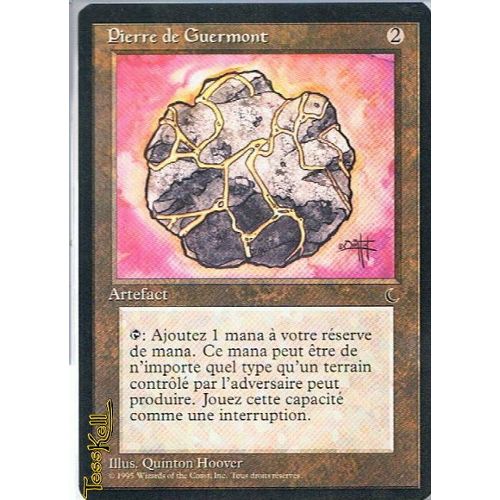 Pierre de Guermont 2
Artefact
: Ajoutez 1 mana à votre réserve
de mana. Ce mana peut être de
n'importe quel type qu'un terrain
contrôlé par l'adversaire peut
produire. Jouez cette capacité
comme une interruption.
Illus. Quinton Hoover
© 1995 Wizards of the Coast, Inc. Tous droits réservés.
TessKell